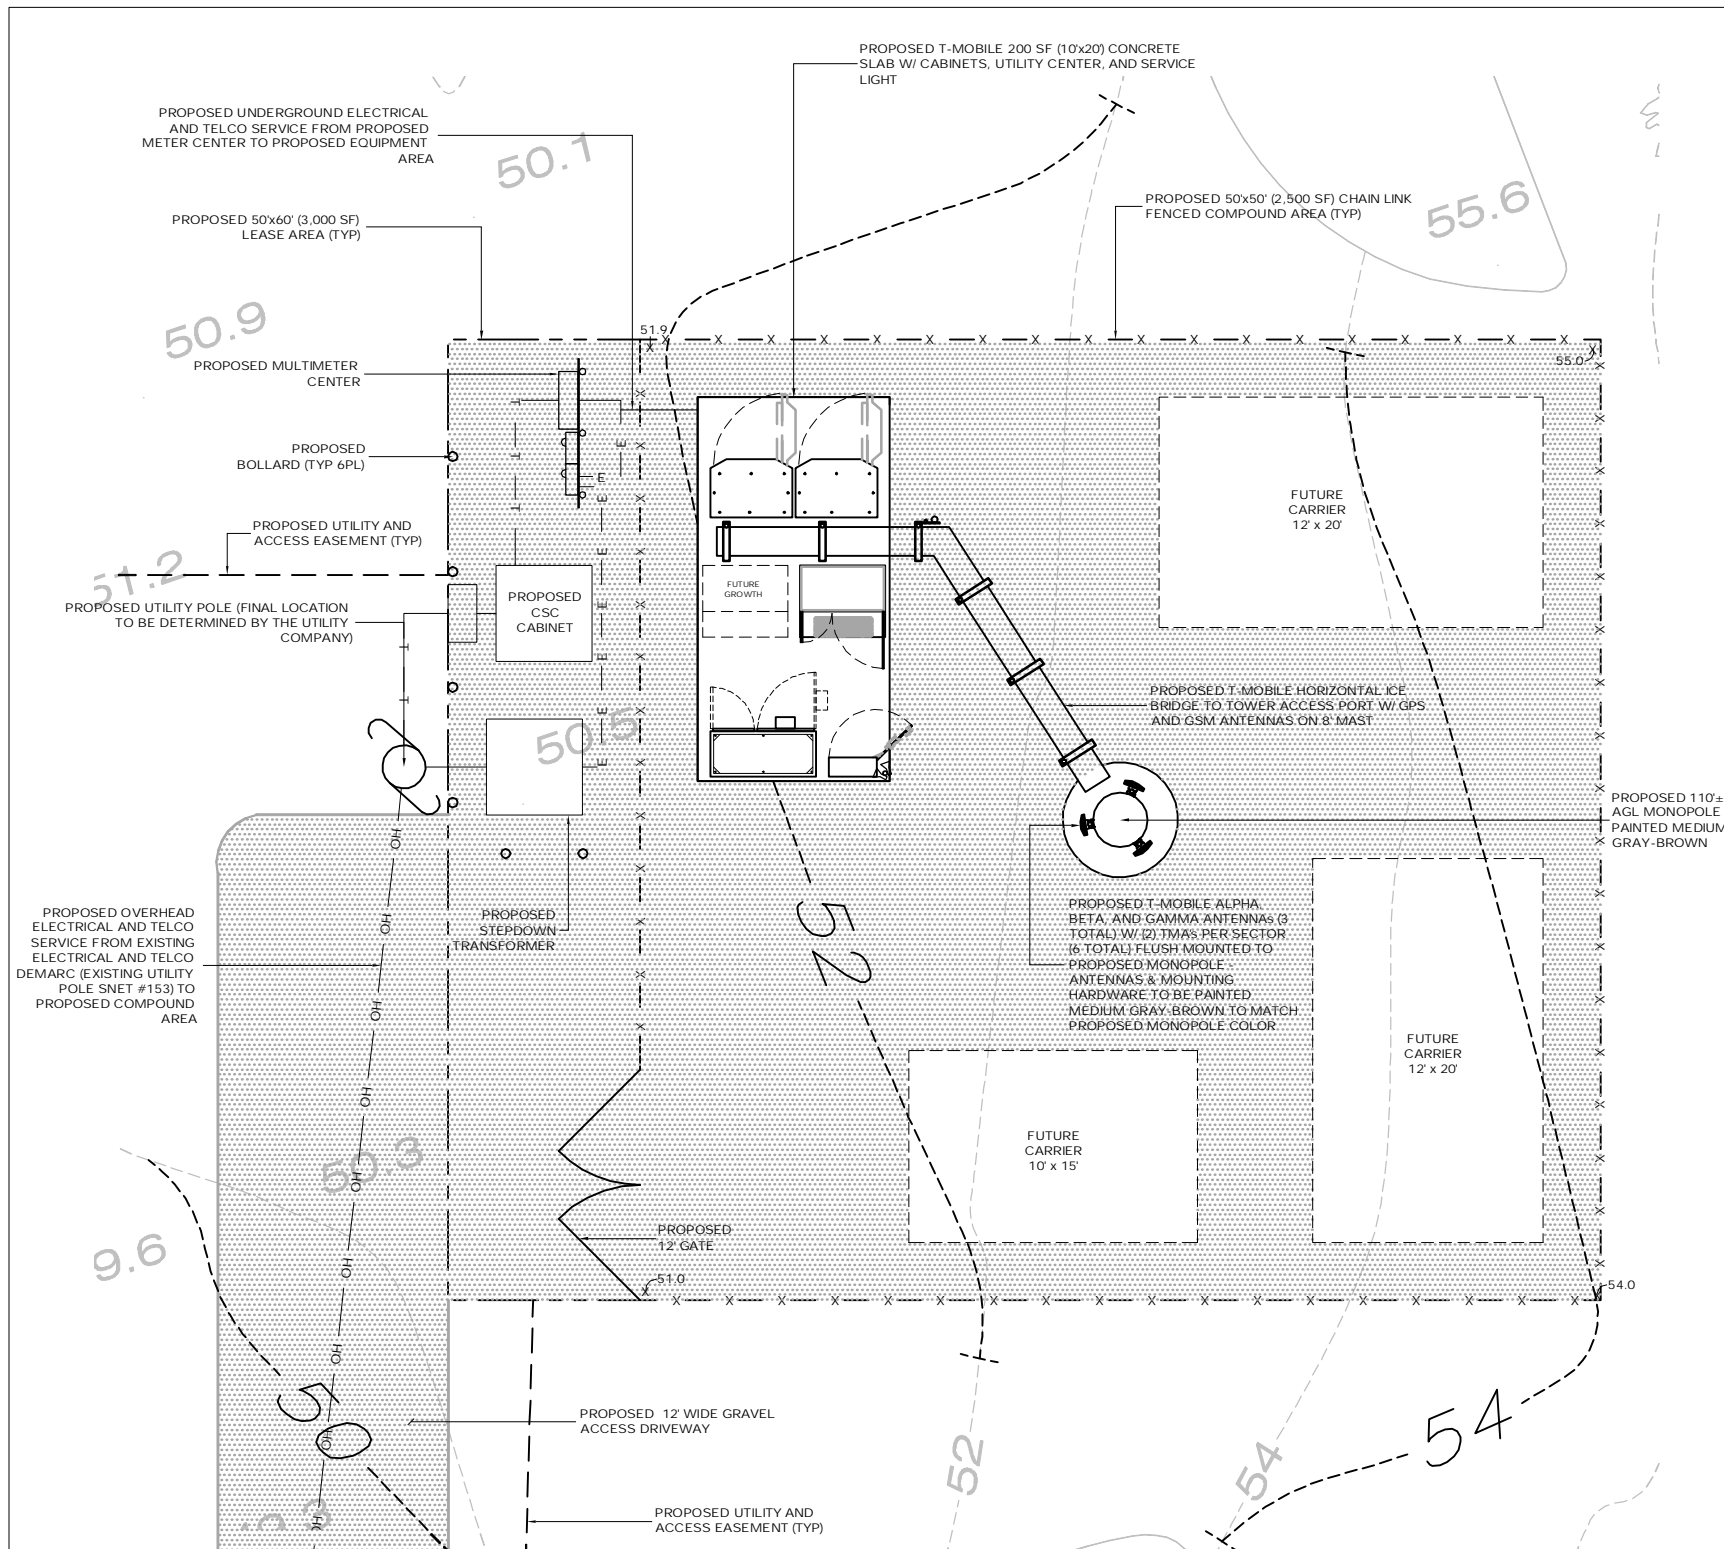 PROPOSED T-MOBILE 200 SF (10'x20') CONCRETE
SLAB W/ CABINETS, UTILITY CENTER, AND SERVICE
LIGHT
PROPOSED UNDERGROUND ELECTRICAL
AND TELCO SERVICE FROM PROPOSED
METER CENTER TO PROPOSED EQUIPMENT
AREA
50.1
PROPOSED 50'x50' (2,500 SF) CHAIN LINK
FENCED COMPOUND AREA (TYP)
55.6
PROPOSED 50'x60' (3,000 SF)
LEASE AREA (TYP)
50.9
51.9
55.0
PROPOSED MULTIMETER
CENTER
PROPOSED
BOLLARD (TYP 6PL)
FUTURE
CARRIER
12' x 20'
PROPOSED UTILITY AND
ACCESS EASEMENT (TYP)
51.2
FUTURE
GROWTH
PROPOSED
CSC
CABINET
PROPOSED UTILITY POLE (FINAL LOCATION
TO BE DETERMINED BY THE UTILITY
COMPANY)
PROPOSED T-MOBILE HORIZONTAL ICE
BRIDGE TO TOWER ACCESS PORT W/ GPS
AND GSM ANTENNAS ON 8' MAST
50.5
PROPOSED 110'±
AGL MONOPOLE
PAINTED MEDIUM
GRAY-BROWN
PROPOSED OVERHEAD
ELECTRICAL AND TELCO
SERVICE FROM EXISTING
ELECTRICAL AND TELCO
DEMARC (EXISTING UTILITY
POLE SNET #153) TO
PROPOSED COMPOUND
AREA
PROPOSED
STEPDOWN
TRANSFORMER
52
PROPOSED T-MOBILE ALPHA,
BETA, AND GAMMA ANTENNAs (3
TOTAL) W/ (2) TMA's PER SECTOR
(6 TOTAL) FLUSH MOUNTED TO
PROPOSED MONOPOLE -
ANTENNAS & MOUNTING
HARDWARE TO BE PAINTED
MEDIUM GRAY-BROWN TO MATCH
PROPOSED MONOPOLE COLOR
FUTURE
CARRIER
12' x 20'
FUTURE
CARRIER
10' x 15'
50.3
9.6
PROPOSED
12' GATE
51.0
54.0
50
PROPOSED 12' WIDE GRAVEL
ACCESS DRIVEWAY
52
54
54
PROPOSED UTILITY AND
ACCESS EASEMENT (TYP)